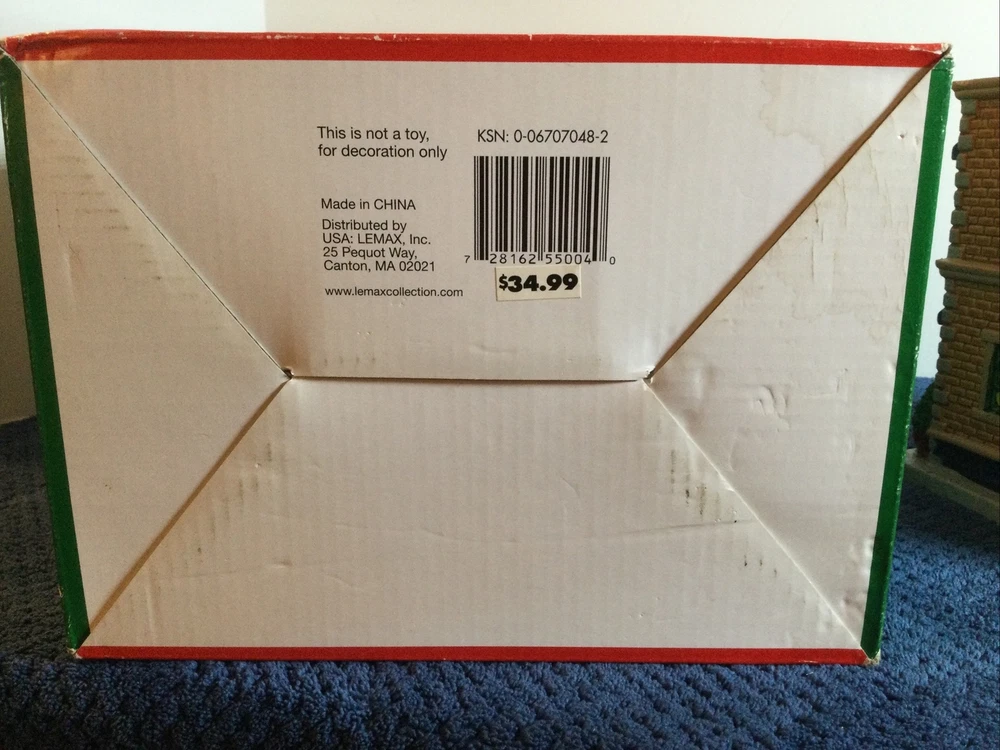 This is not a toy,
for decoration only
Made in CHINA
Distributed by
USA: LEMAX, Inc.
25 Pequot Way,
Canton, MA 02021
www.lemaxcollection.com
KSN: 0-06707048-2
7 28162 55004 0
$34.99